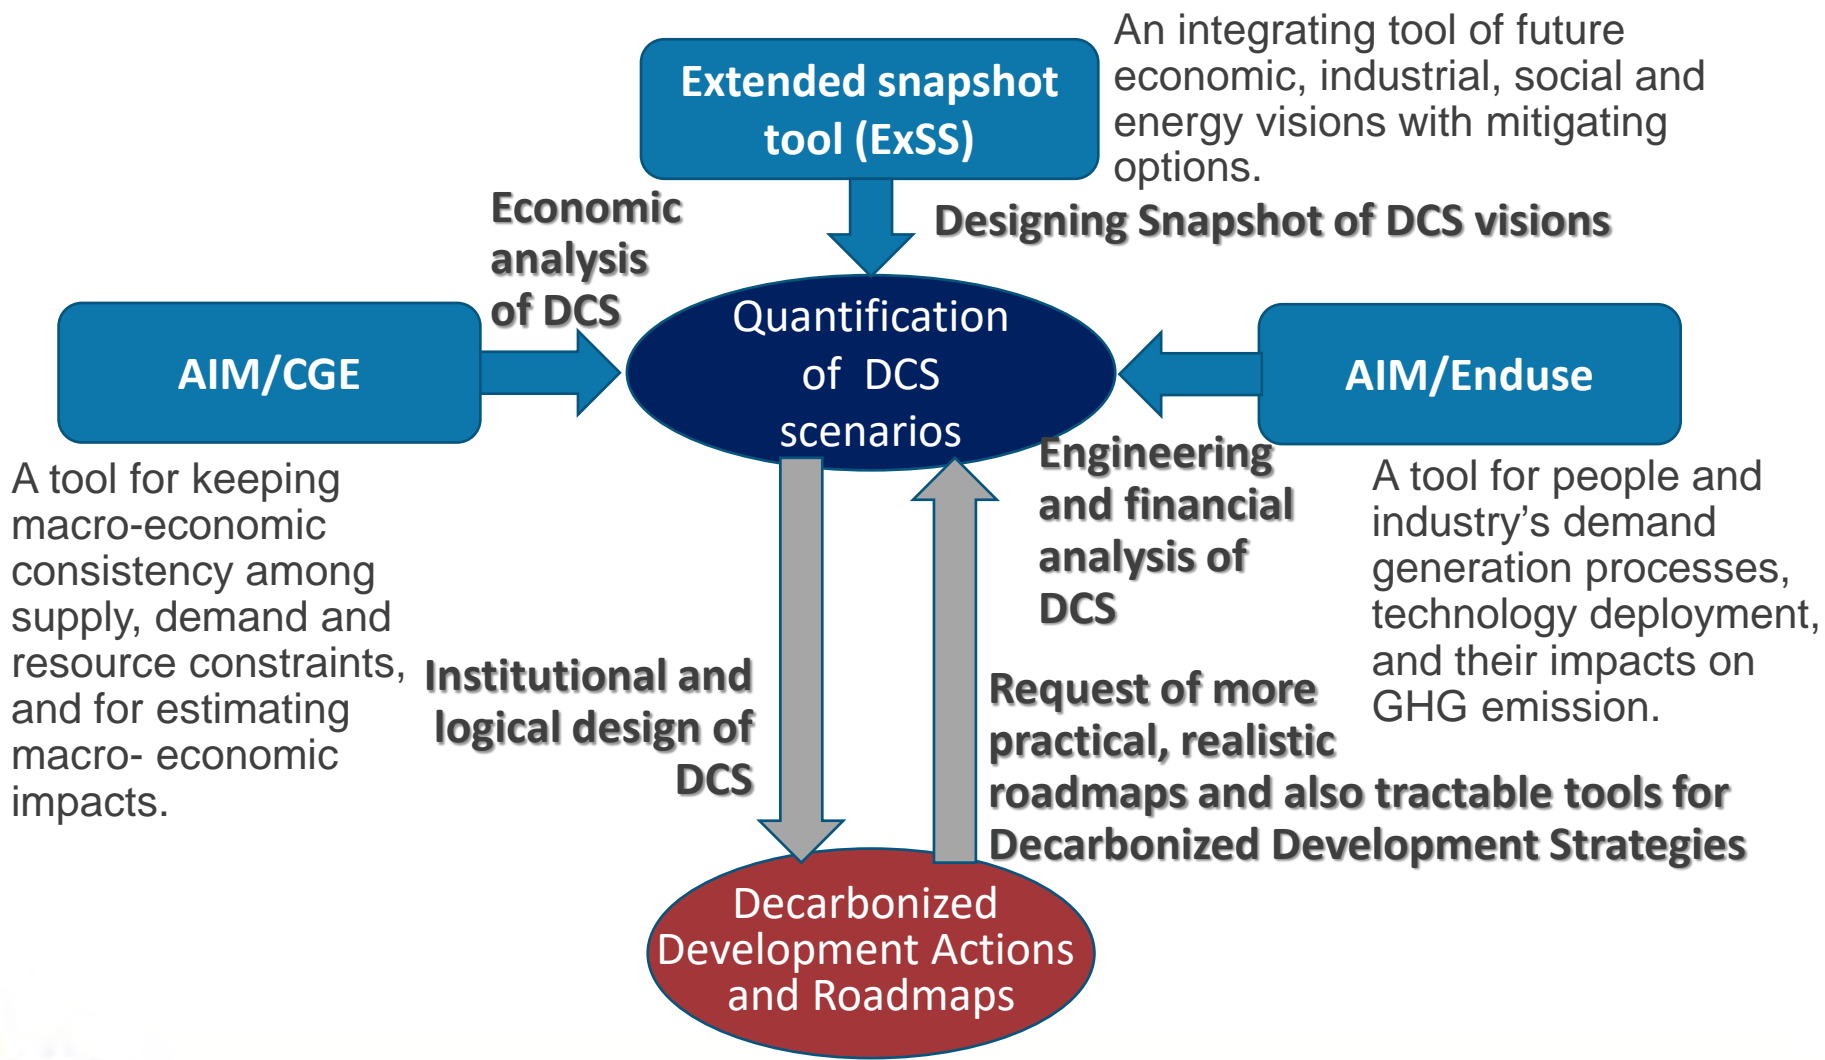 Extended snapshot
tool (ExSS)
An integrating tool of future
economic, industrial, social and
energy visions with mitigating
options.
Economic
analysis
of DCS
Designing Snapshot of DCS visions
AIM/CGE
Quantification
of DCS
scenarios
AIM/Enduse
A tool for keeping
macro-economic
consistency among
supply, demand and
resource constraints,
and for estimating
macro- economic
impacts.
Engineering
and financial
analysis of
DCS
A tool for people and
industry’s demand
generation processes,
technology deployment,
and their impacts on
GHG emission.
Institutional and
logical design of
DCS
Request of more
practical, realistic
roadmaps and also tractable tools for
Decarbonized Development Strategies
Decarbonized
Development Actions
and Roadmaps